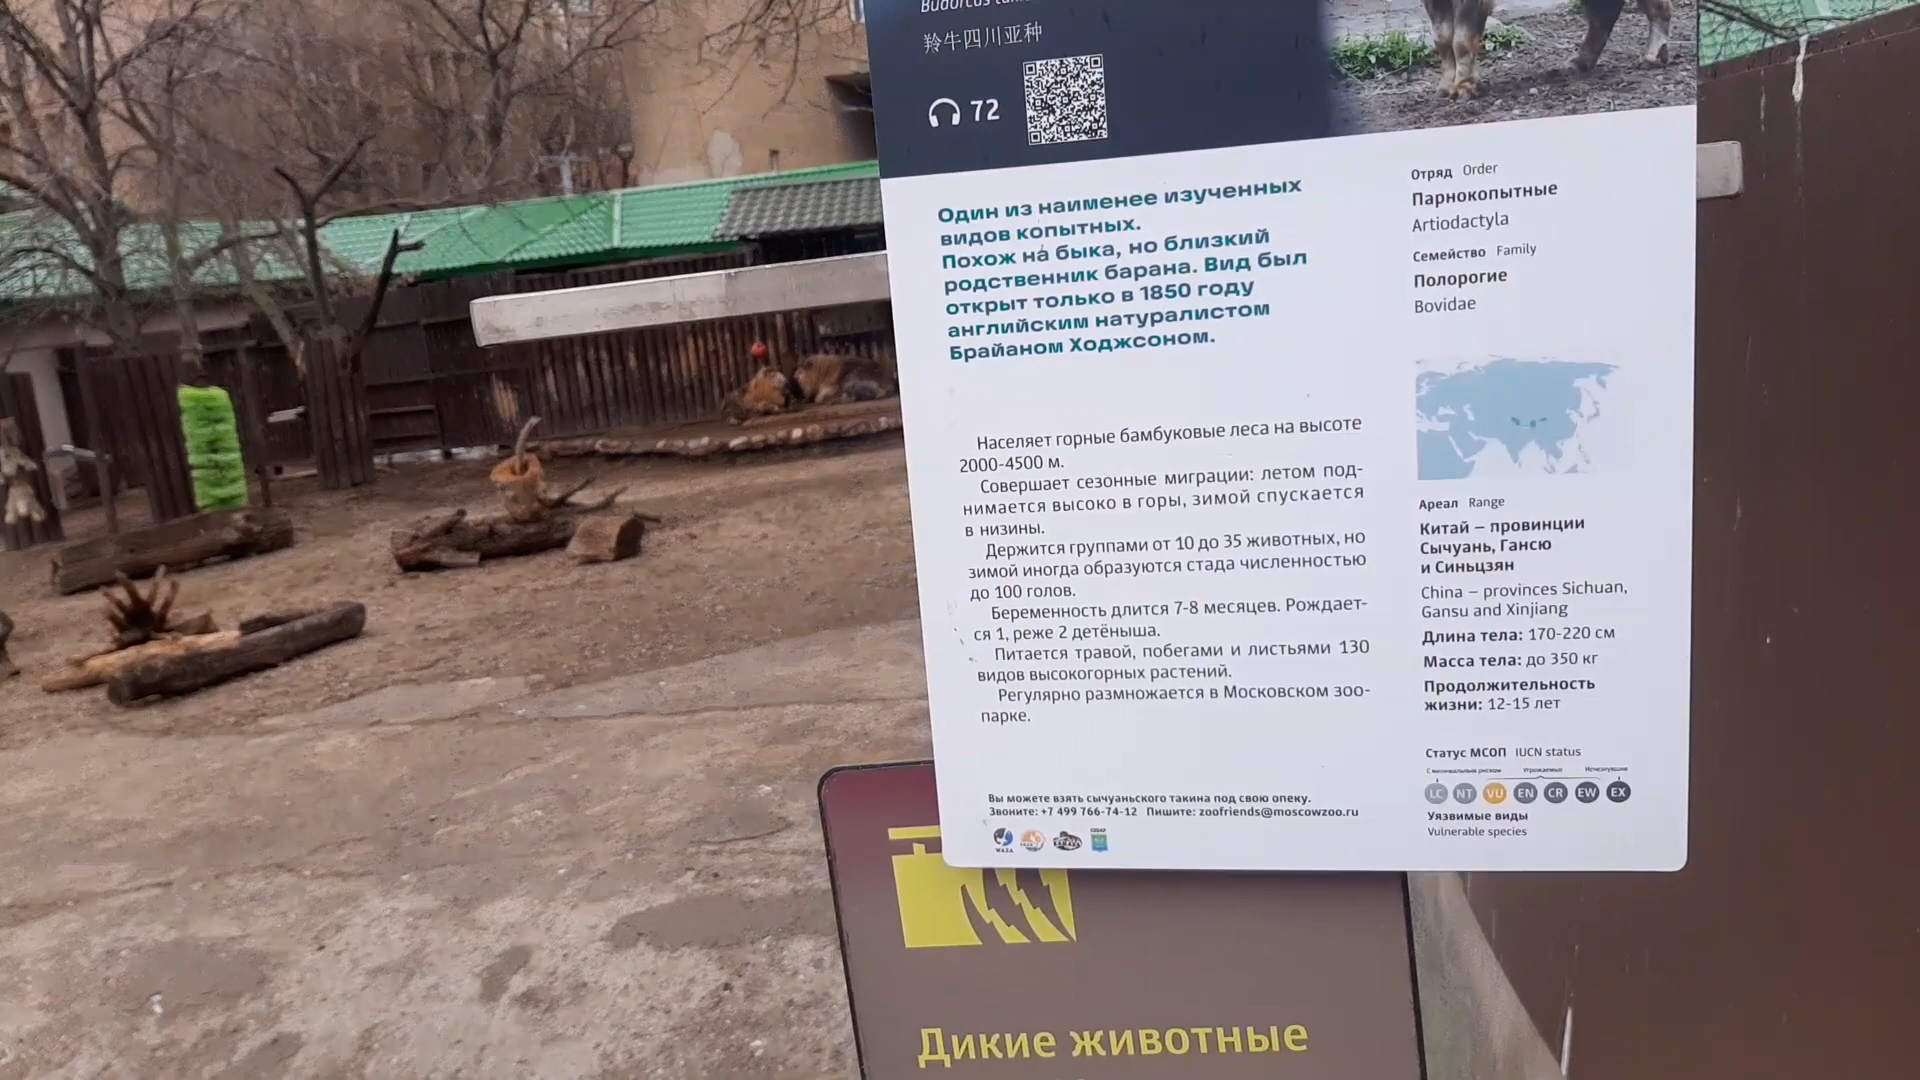 Budorcas
羚牛四川亚种
72
Один из наименее изученных
видов копытных.
Похож на быка, но близкий
родственник барана. Вид был
открыт только в 1850 году
английским натуралистом
Брайаном Ходжсоном.
Населяет горные бамбуковые леса на высоте
2000-4500 м.
Совершает сезонные миграции: летом под-
нимается высоко в горы, зимой спускается
в низины.
Держится группами от 10 до 35 животных, но
зимой иногда образуются стада численностью
до 100 голов.
Беременность длится 7-8 месяцев. Рождает-
ся 1, реже 2 детёныша.
Питается травой, побегами и листьями 130
видов высокогорных растений.
Регулярно размножается в Московском зоо-
парке.
Вы можете взять сычуаньского такина под свою опеку.
Звоните: +7 499 766-74-12 Пишите: zoofriends@moscowzoo.ru
WAZA
Отряд Order
Парнокопытные
Artiodactyla
Семейство Family
Полорогие
Bovidae
Ареал Range
Китай – провинции
Сычуань, Гансю
и Синьцзян
China – provinces Sichuan,
Gansu and Xinjiang
Длина тела: 170-220 см
Масса тела: до 350 кг
Продолжительность
жизни: 12-15 лет
Статус МСОП IUCN status
С минимальным риском Угрожаемые Исчезнувшие
LC NT VU EN CR EW EX
Уязвимые виды
Vulnerable species
Дикие животные